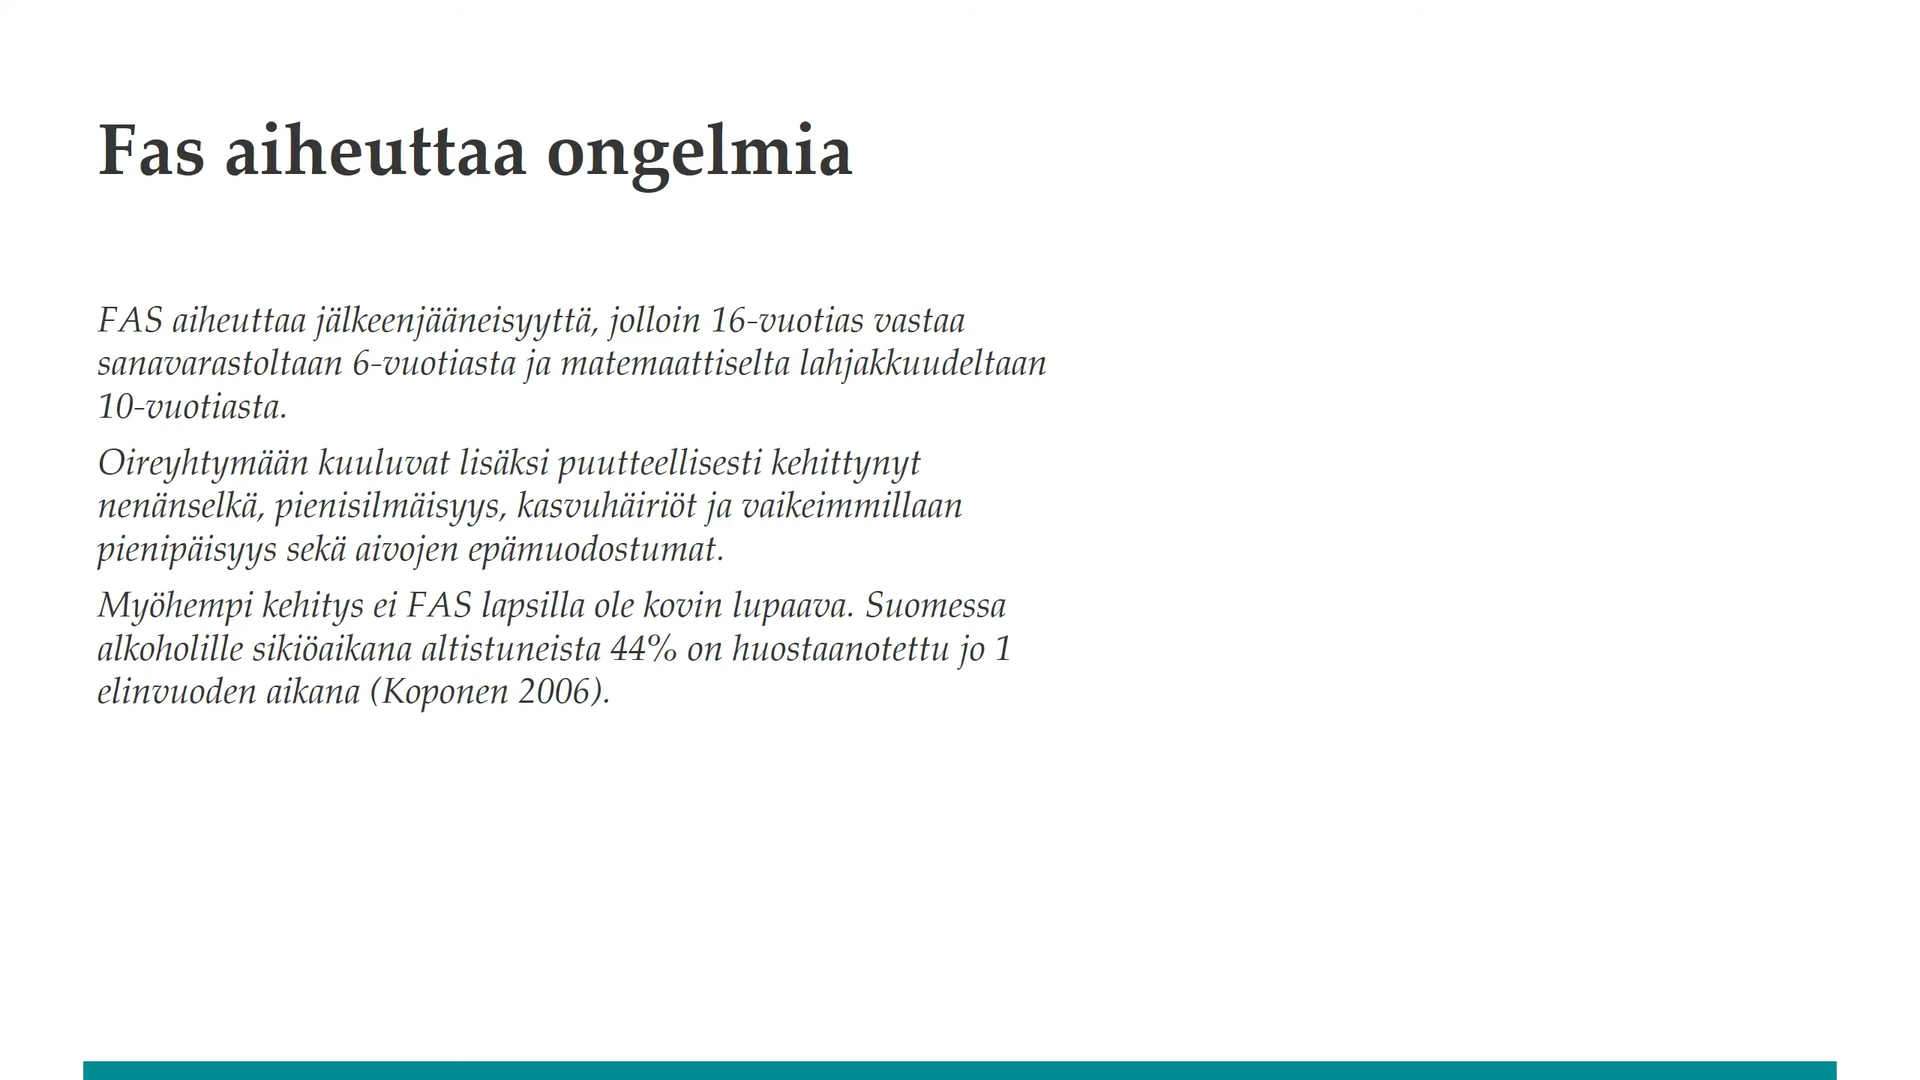 Fas aiheuttaa ongelmia
FAS aiheuttaa jälkeenjääneisyyttä, jolloin 16-vuotias vastaa
sanavarastoltaan 6-vuotiasta ja matemaattiselta lahjakkuudeltaan
10-vuotiasta.
Oireyhtymään kuuluvat lisäksi puutteellisesti kehittynyt
nenänselkä, pienisilmäisyys, kasvuhäiriöt ja vaikeimmillaan
pienipäisyys sekä aivojen epämuodostumat.
Myöhempi kehitys ei FAS lapsilla ole kovin lupaava. Suomessa
alkoholille sikiöaikana altistuneista 44% on huostaanotettu jo 1
elinvuoden aikana (Koponen 2006).